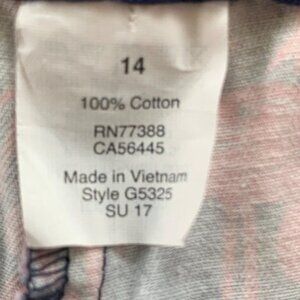 14
100% Cotton
RN77388
CA56445
Made in Vietnam
Style G5325
SU 17